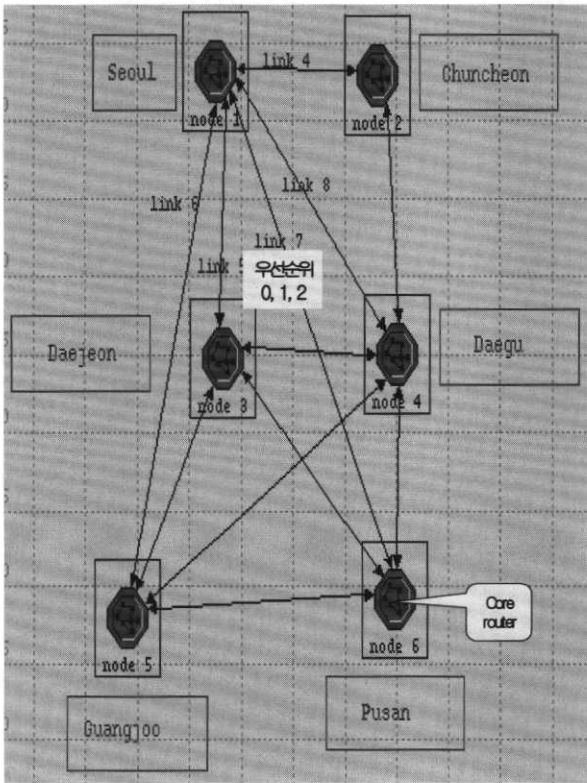 Seoul
link 4
Chuncheon
node 1
node 2
link 8
link 6
link 7
link 5
우선순위
0, 1, 2
Daejeon
Daegu
node 3
node 4
Core
router
node 5
node 6
Guangjoo
Pusan